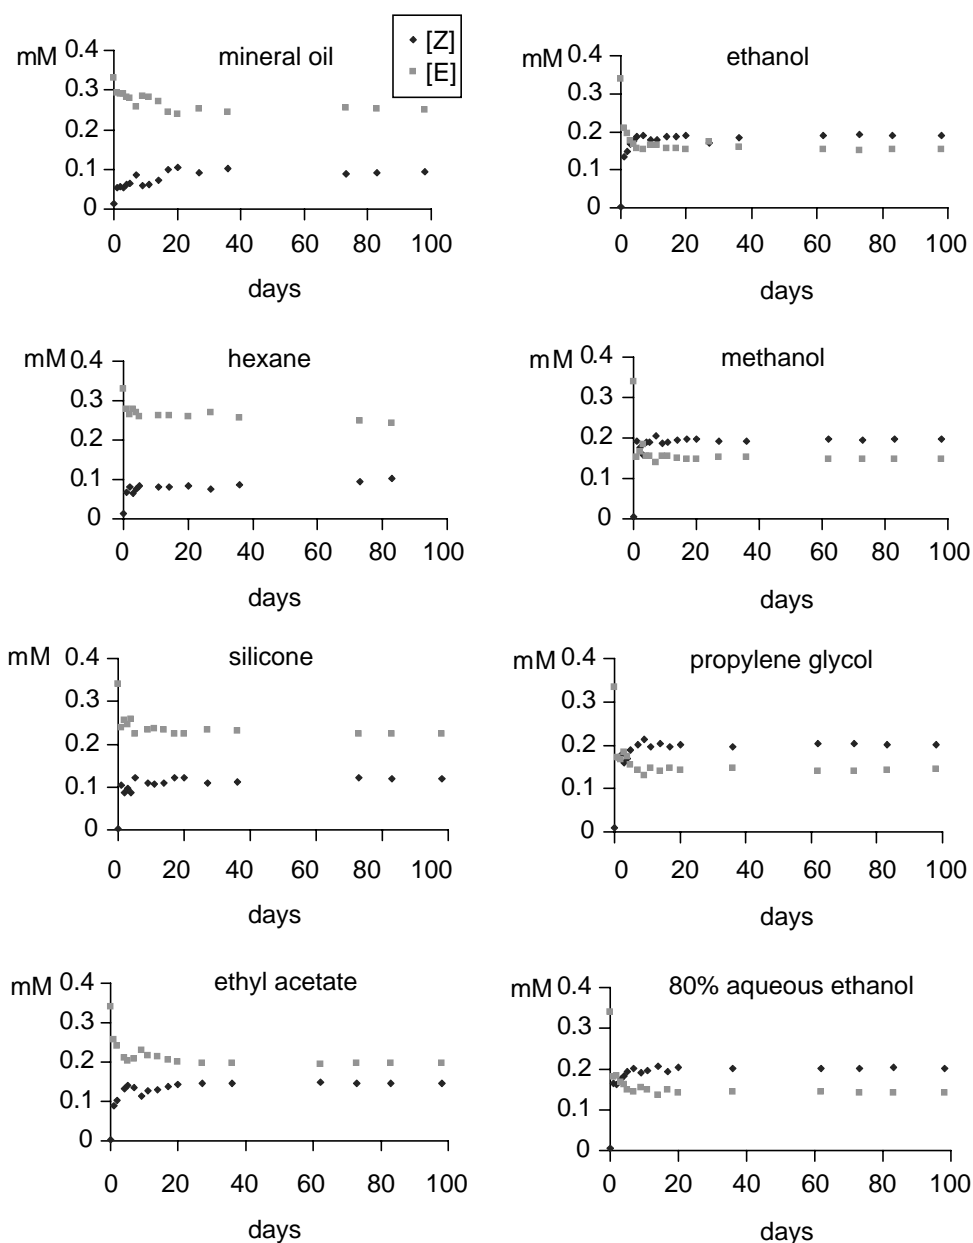 [Z]
[E]
mM 0.4 mineral oil
0.3
0.2
0.1
0
0 20 40 60 80 100
days
mM 0.4 ethanol
0.3
0.2
0.1
0
0 20 40 60 80 100
days
mM 0.4 hexane
0.3
0.2
0.1
0
0 20 40 60 80 100
days
mM 0.4 methanol
0.3
0.2
0.1
0
0 20 40 60 80 100
days
mM 0.4 silicone
0.3
0.2
0.1
0
0 20 40 60 80 100
days
mM 0.4 propylene glycol
0.3
0.2
0.1
0
0 20 40 60 80 100
days
mM 0.4 ethyl acetate
0.3
0.2
0.1
0
0 20 40 60 80 100
days
mM 0.4 80% aqueous ethanol
0.3
0.2
0.1
0
0 20 40 60 80 100
days